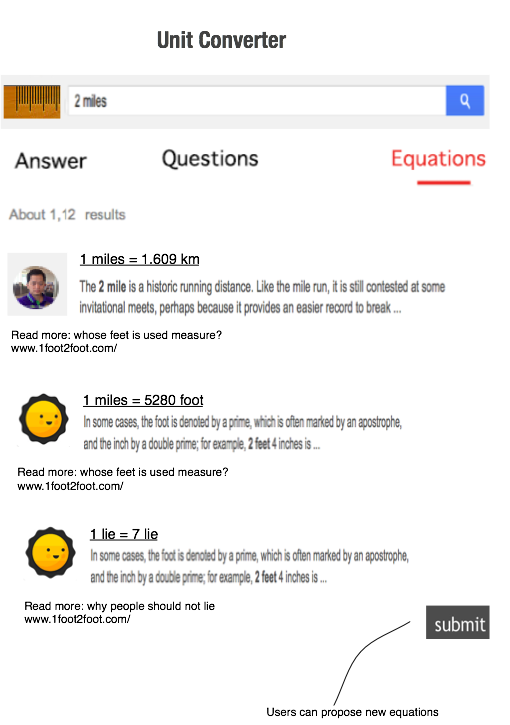 Unit Converter
2 miles
Answer Questions Equations
About 1,12 results
1 miles = 1.609 km
The 2 mile is a historic running distance. Like the mile run, it is still contested at some
invitational meets, perhaps because it provides an easier record to break ...
Read more: whose feet is used measure?
www.1foot2foot.com/
1 miles = 5280 foot
In some cases, the foot is denoted by a prime, which is often marked by an apostrophe,
and the inch by a double prime; for example, 2 feet 4 inches is ...
Read more: whose feet is used measure?
www.1foot2foot.com/
1 lie = 7 lie
In some cases, the foot is denoted by a prime, which is often marked by an apostrophe,
and the inch by a double prime; for example, 2 feet 4 inches is ...
Read more: why people should not lie
www.1foot2foot.com/
submit
Users can propose new equations